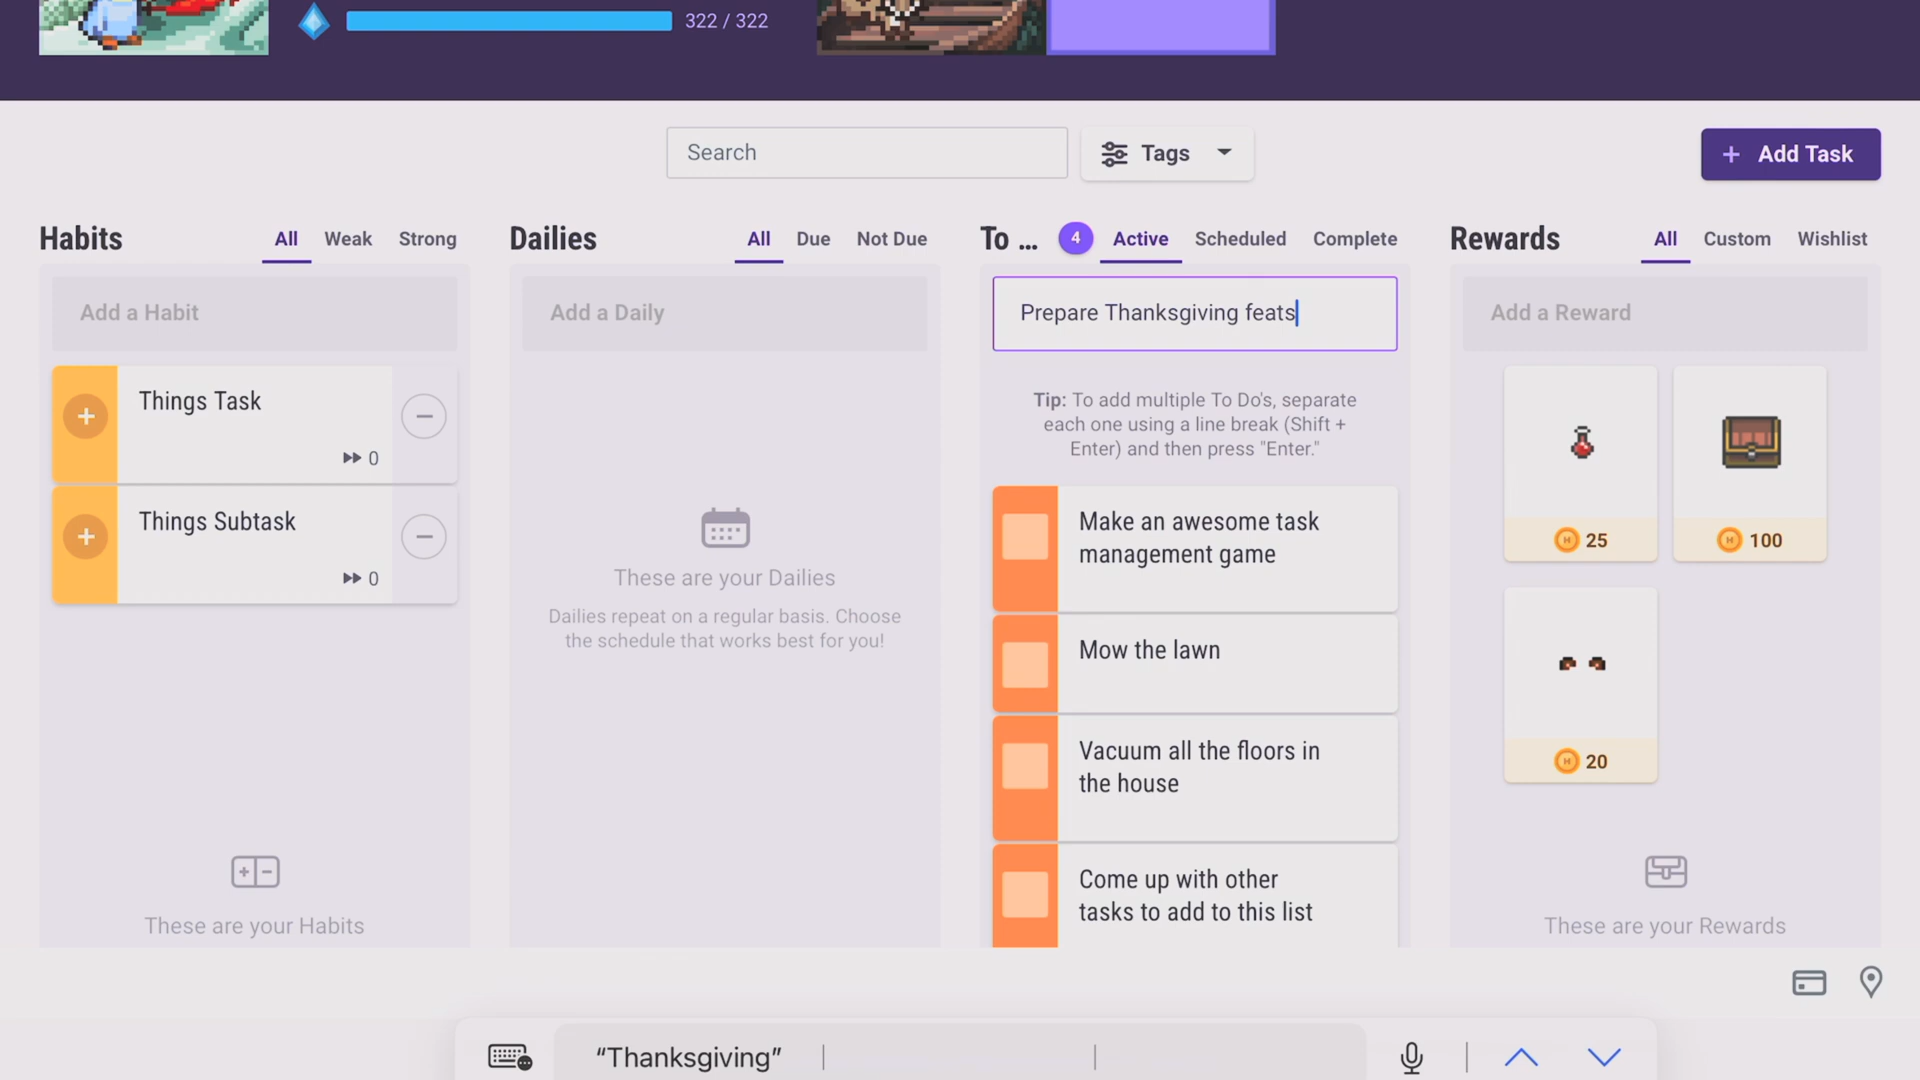 322 / 322
Search
Tags
+ Add Task
Habits
All Weak Strong
Dailies
All Due Not Due
To ...
4
Active Scheduled Complete
Rewards
All Custom Wishlist
Add a Habit
Things Task
0
Things Subtask
0
These are your Habits
Add a Daily
These are your Dailies
Dailies repeat on a regular basis. Choose
the schedule that works best for you!
Prepare Thanksgiving feats
Tip: To add multiple To Do's, separate
each one using a line break (Shift +
Enter) and then press "Enter."
Make an awesome task
management game
Mow the lawn
Vacuum all the floors in
the house
Come up with other
tasks to add to this list
Add a Reward
25
100
20
These are your Rewards
“Thanksgiving”